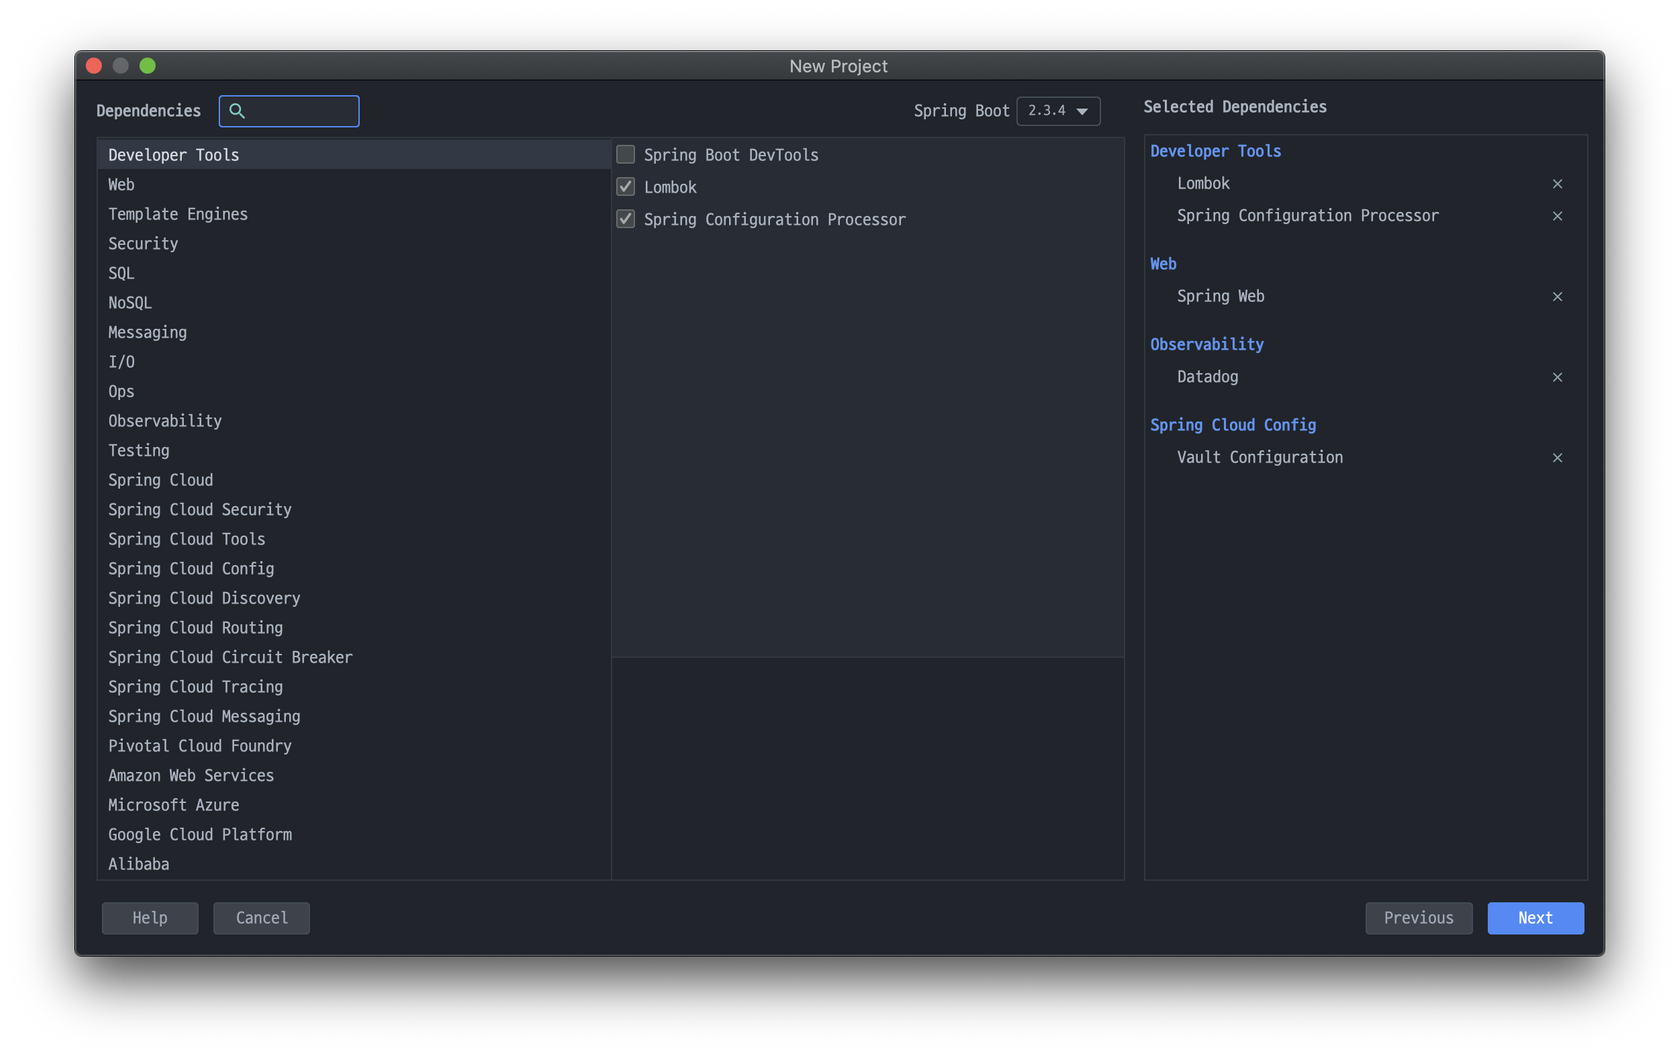 New Project
Dependencies
Spring Boot 2.3.4
Selected Dependencies
Developer Tools
Web
Template Engines
Security
SQL
NoSQL
Messaging
I/O
Ops
Observability
Testing
Spring Cloud
Spring Cloud Security
Spring Cloud Tools
Spring Cloud Config
Spring Cloud Discovery
Spring Cloud Routing
Spring Cloud Circuit Breaker
Spring Cloud Tracing
Spring Cloud Messaging
Pivotal Cloud Foundry
Amazon Web Services
Microsoft Azure
Google Cloud Platform
Alibaba
Spring Boot DevTools
Lombok
Spring Configuration Processor
Developer Tools
Lombok
Spring Configuration Processor
Web
Spring Web
Observability
Datadog
Spring Cloud Config
Vault Configuration
Help
Cancel
Previous
Next